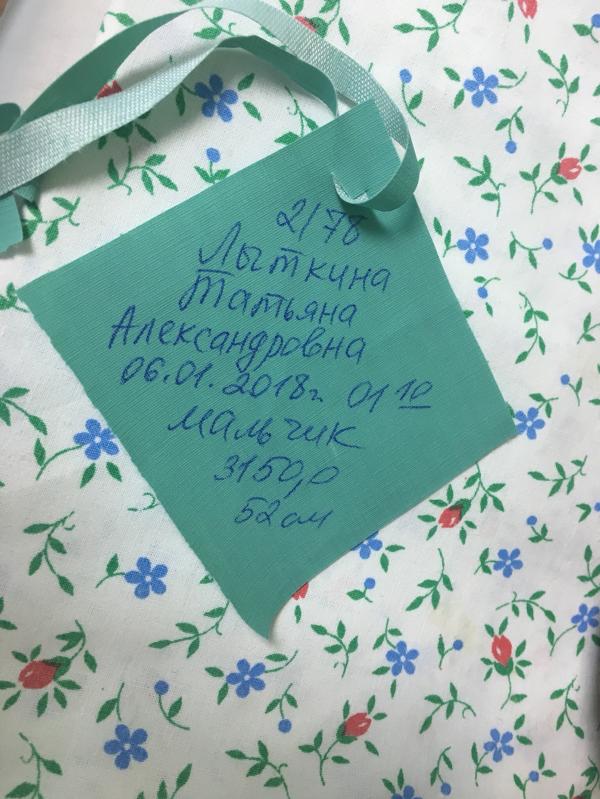 2/78
Лыткина
Татьяна
Александровна
06.01.2018г. 01 10
мальчик
3150,0
52см